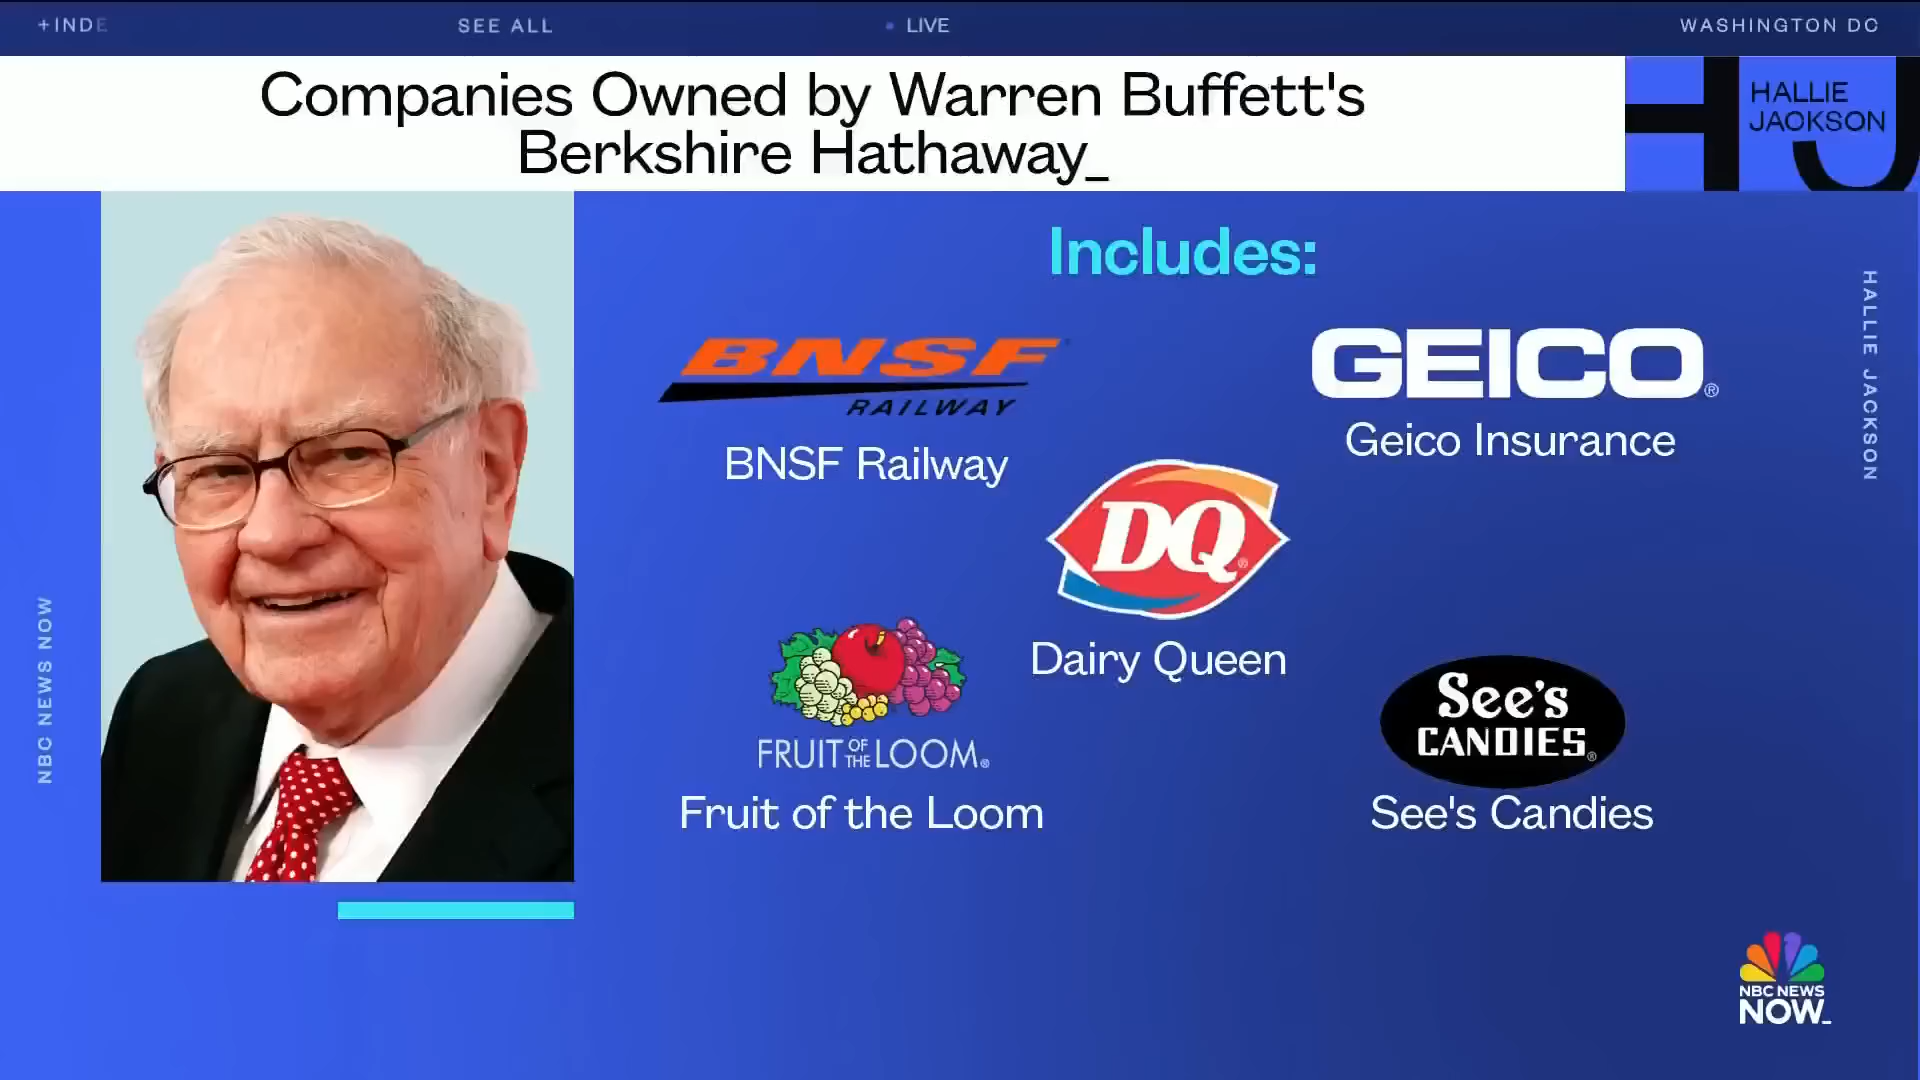 +INDE
SEE ALL
LIVE
WASHINGTON DC
Companies Owned by Warren Buffett's
Berkshire Hathaway_
HALLIE
JACKSON
Includes:
BNSF
RAILWAY
BNSF Railway
GEICO®
Geico Insurance
DQ®
Dairy Queen
FRUIT OF THE LOOM®
Fruit of the Loom
See's
CANDIES®
See's Candies
HALLIE JACKSON
NBC NEWS NOW
NBC NEWS
NOW_